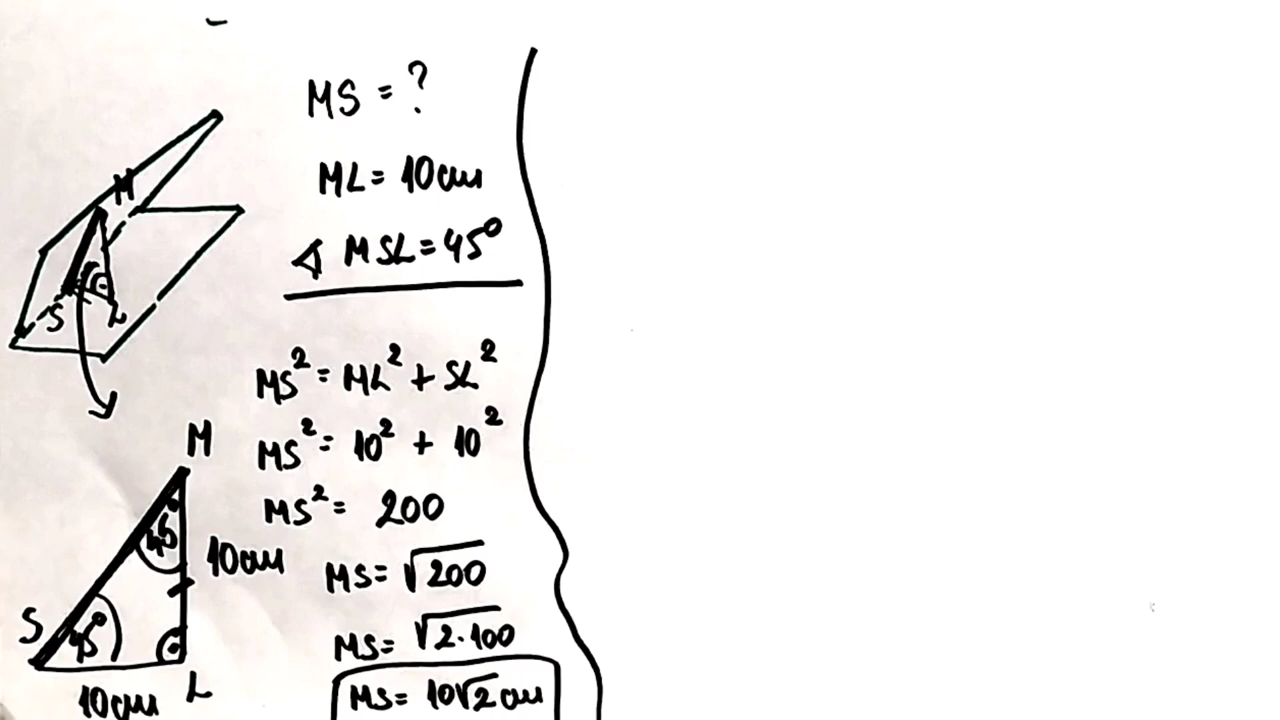 MS = ?
ML = 10cm
∢ MSL = 45°
M
S
L
MS² = ML² + SL²
MS² = 10² + 10²
MS² = 200
MS = √200
MS = √2·100
MS = 10√2 cm
M
45
10cm
S
45°
10cm
L